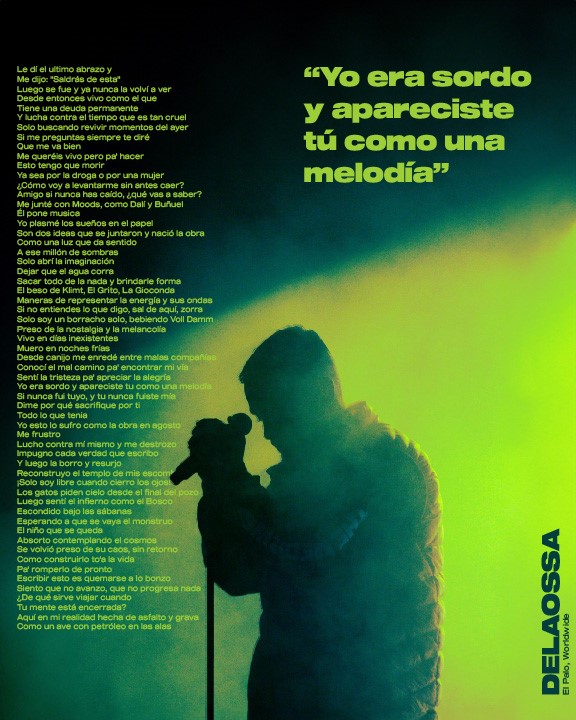 Le dí el ultimo abrazo y
Me dijo: "Saldrás de esta"
Luego se fue y ya nunca la volví a ver
Desde entonces vivo como el que
Tiene una deuda permanente
Y lucha contra el tiempo que es tan cruel
Solo buscando revivir momentos del ayer
Si me preguntas siempre te diré
Que me va bien
Me queréis vivo pero pa' hacer
Esto tengo que morir
Ya sea por la droga o por una mujer
¿Cómo voy a levantarme sin antes caer?
Amigo si nunca has caído, ¿qué vas a saber?
Me junté con Moods, como Dalí y Buñuel
Él pone musica
Yo plasmé los sueños en el papel
Son dos ideas que se juntaron y nació la obra
Como una luz que da sentido
A ese millón de sombras
Solo abrí la imaginación
Dejar que el agua corra
Sacar todo de la nada y brindarle forma
El beso de Klimt, El Grito, La Gioconda
Maneras de representar la energía y sus ondas
Si no entiendes lo que digo, sal de aquí, zorra
Solo soy un borracho solo, bebiendo Voll Damm
Preso de la nostalgia y la melancolía
Vivo en días inexistentes
Muero en noches frías
Desde canijo me enredé entre malas compañías
Conocí el mal camino pa' encontrar mi vía
Sentí la tristeza pa' apreciar la alegría
Yo era sordo y apareciste tu como una melodía
Si nunca fui tuyo, y tu nunca fuiste mía
Dime por qué sacrifique por ti
Todo lo que tenia
Yo esto lo sufro como la obra en agosto
Me frustro
Lucho contra mí mismo y me destrozo
Impugno cada verdad que escribo
Y luego la borro y resurjo
Reconstruyo el templo de mis escom
¡Solo soy libre cuando cierro los ojos!
Los gatos piden cielo desde el final del pozo
Luego sentí el infierno como el Bosco
Escondido bajo las sábanas
Esperando a que se vaya el monstruo
El niño que se queda
Absorto contemplando el cosmos
Se volvió preso de su caos, sin retorno
Como construirlo to'a la vida
Pa' romperlo de pronto
Escribir esto es quemarse a lo bonzo
Siento que no avanzo, que no progresa nada
¿De qué sirve viajar cuando
Tu mente está encerrada?
Aquí en mi realidad hecha de asfalto y grava
Como un ave con petróleo en las alas
“Yo era sordo
y apareciste
tú como una
melodía”
DELAOSSA
El Palo, Worldwide